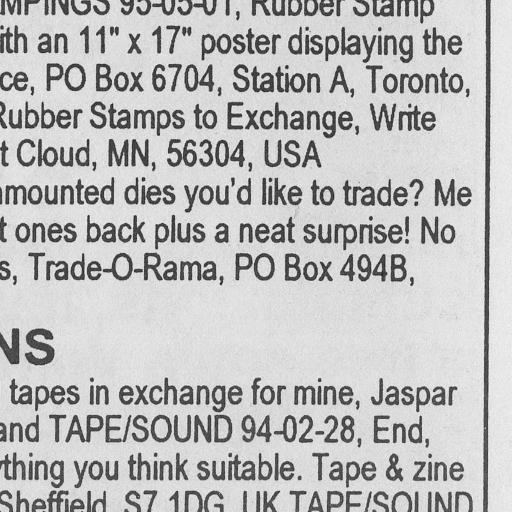 MPINGS 95-05-01, Rubber Stamp
ith an 11" x 17" poster displaying the
ce, PO Box 6704, Station A, Toronto,
Rubber Stamps to Exchange, Write
t Cloud, MN, 56304, USA
mounted dies you'd like to trade? Me
t ones back plus a neat surprise! No
s, Trade-O-Rama, PO Box 494B,
NS
tapes in exchange for mine, Jaspar
and TAPE/SOUND 94-02-28, End,
ything you think suitable. Tape & zine
Sheffield, S7 1DG, UK TAPE/SOUND